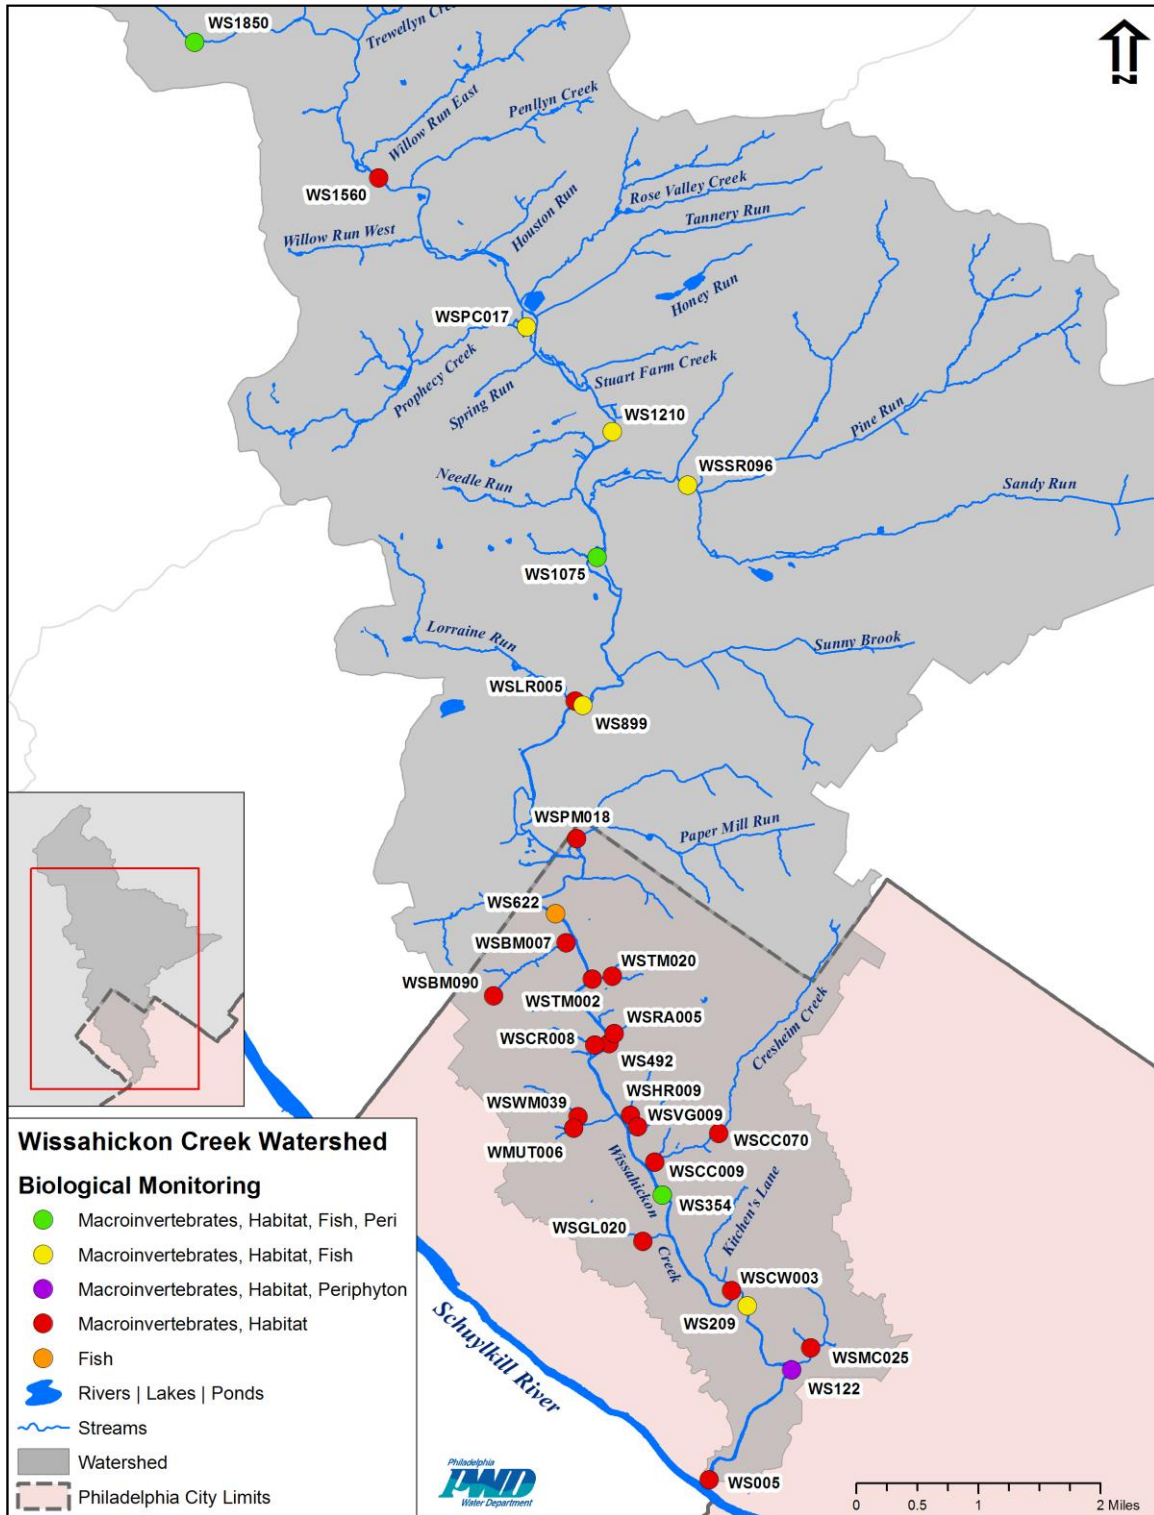 WS1850
Trewellyn Creek
N
Willow Run East
Penllyn Creek
WS1560
Rose Valley Creek
Houston Run
Tannery Run
Willow Run West
Honey Run
WSPC017
Prophecy Creek
Spring Run
Stuart Farm Creek
WS1210
Pine Run
WSSR096
Needle Run
Sandy Run
WS1075
Lorraine Run
Sunny Brook
WSLR005
WS899
WSPM018
Paper Mill Run
WS622
WSBM007
WSTM020
WSBM090
WSTM002
WSRA005
WSCR008
WS492
Cresheim Creek
WSHR009
WSWM039
WSVG009
WSCC070
WMUT006
WSCC009
Wissahickon
Creek
WS354
Kitchen's Lane
WSGL020
WSCW003
WS209
WSMC025
WS122
Schuylkill River
WS005
Wissahickon Creek Watershed
Biological Monitoring
Macroinvertebrates, Habitat, Fish, Peri
Macroinvertebrates, Habitat, Fish
Macroinvertebrates, Habitat, Periphyton
Macroinvertebrates, Habitat
Fish
Rivers | Lakes | Ponds
Streams
Watershed
Philadelphia City Limits
Philadelphia
PWD
Water Department
0 0.5 1 2 Miles